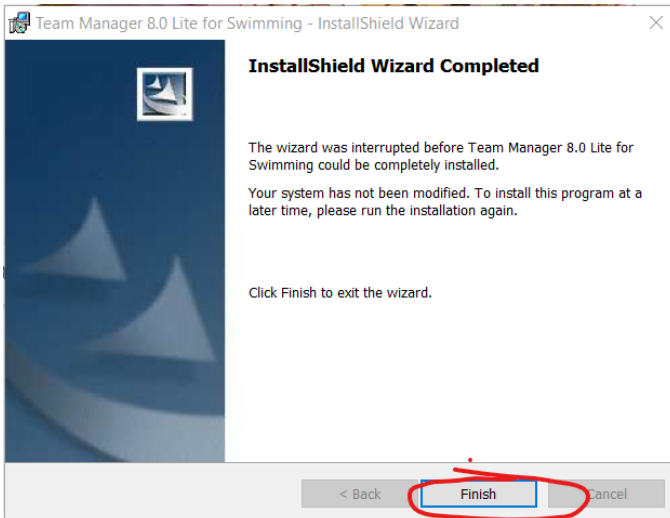 Team Manager 8.0 Lite for Swimming - InstallShield Wizard
InstallShield Wizard Completed
The wizard was interrupted before Team Manager 8.0 Lite for
Swimming could be completely installed.
Your system has not been modified. To install this program at a
later time, please run the installation again.
Click Finish to exit the wizard.
< Back Finish Cancel